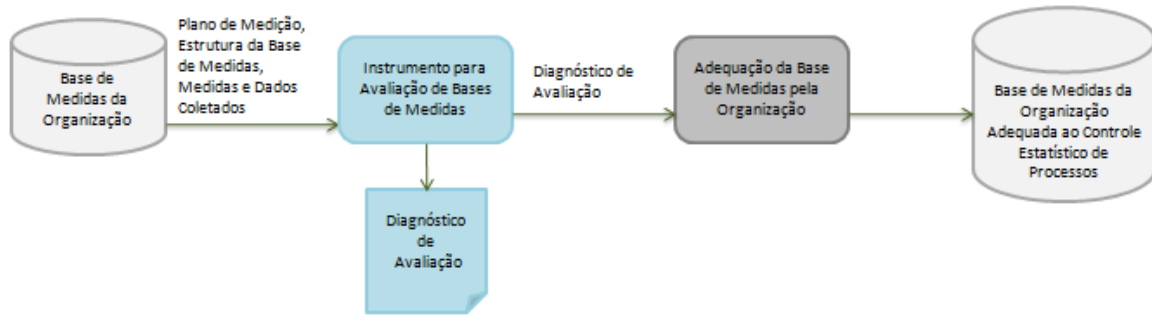 Base de
Medidas da
Organização
Plano de Medição,
Estrutura da Base
de Medidas,
Medidas e Dados
Coletados
Instrumento para
Avaliação de Bases
de Medidas
Diagnóstico de
Avaliação
Adequação da Base
de Medidas pela
Organização
Base de Medidas da
Organização
Adequada ao Controle
Estatístico de
Processos
Diagnóstico
de
Avaliação